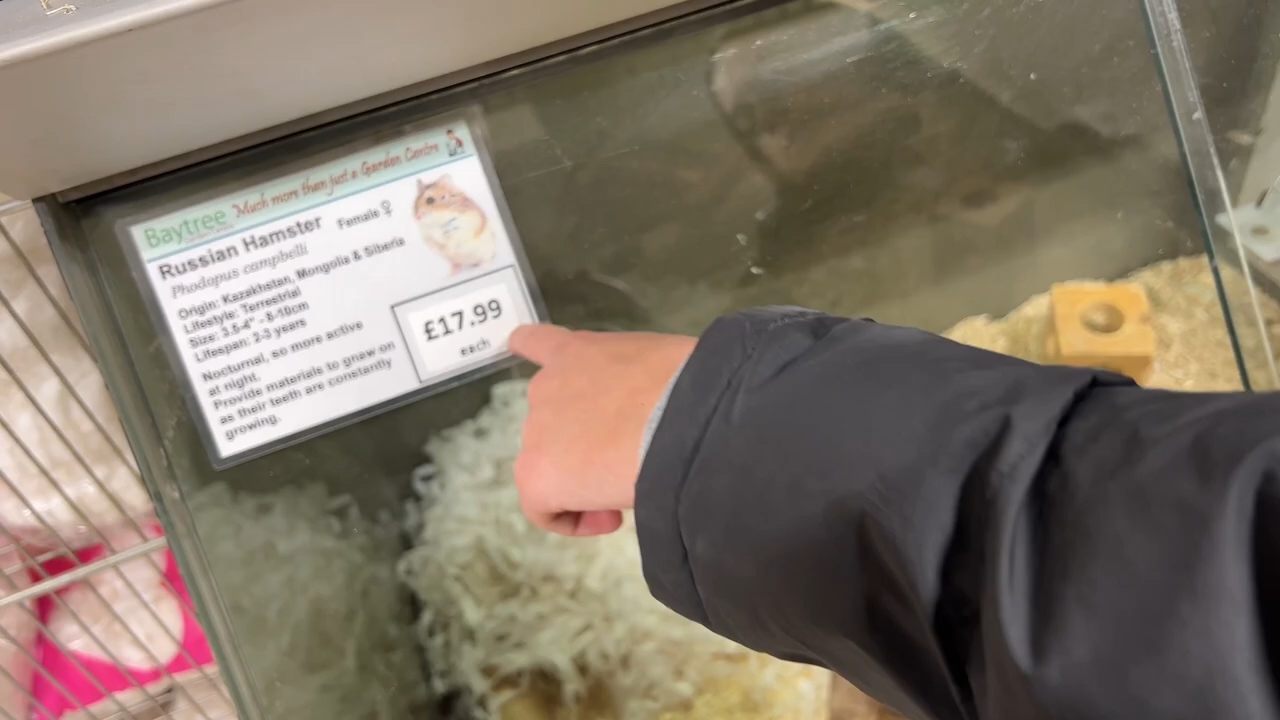 Baytree Much more than just a Garden Centre
Russian Hamster Female ♀
Phodopus campbelli
Origin: Kazakhstan, Mongolia & Siberia
Lifestyle: Terrestrial
Size: 3.5-4" - 8-10cm
Lifespan: 2-3 years
Nocturnal, so more active
at night.
Provide materials to gnaw on
as their teeth are constantly
growing.
£17.99
each